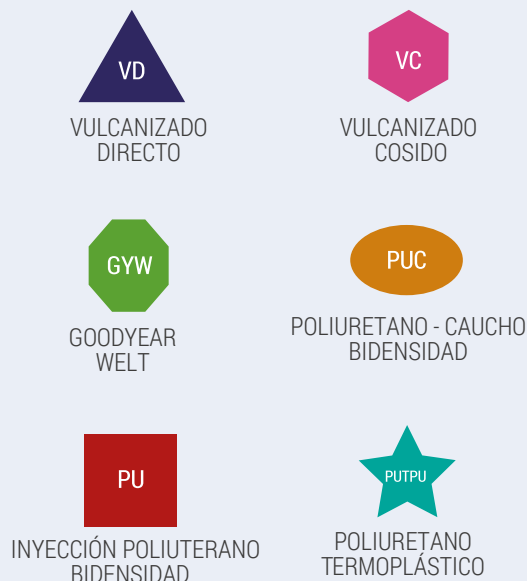 VD
VULCANIZADO
DIRECTO
VC
VULCANIZADO
COSIDO
GYW
GOODYEAR
WELT
PUC
POLIURETANO - CAUCHO
BIDENSIDAD
PU
INYECCIÓN POLIUTERANO
BIDENSIDAD
PUTPU
POLIURETANO
TERMOPLÁSTICO